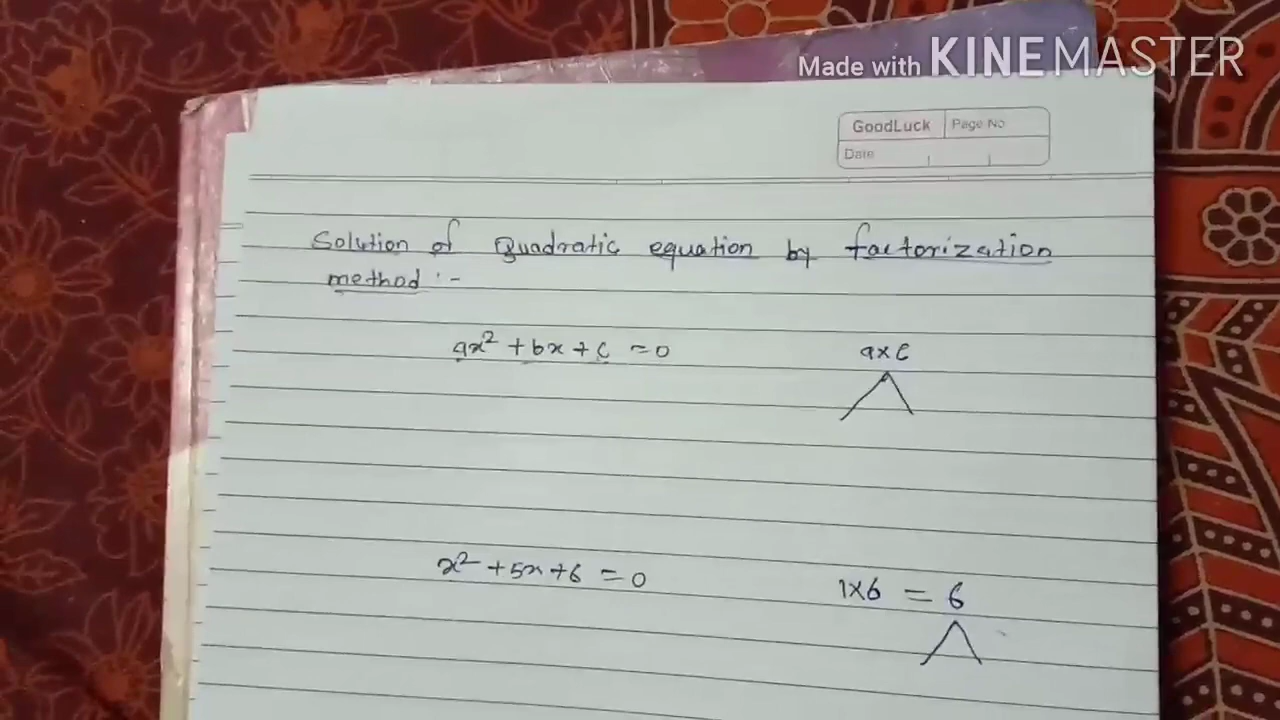 Made with KINEMASTER
GoodLuck Page No
Date
Solution of Quadratic equation by factorization
method :-
ax² + bx + c = 0 a×c
x² + 5x + 6 = 0 1×6 = 6